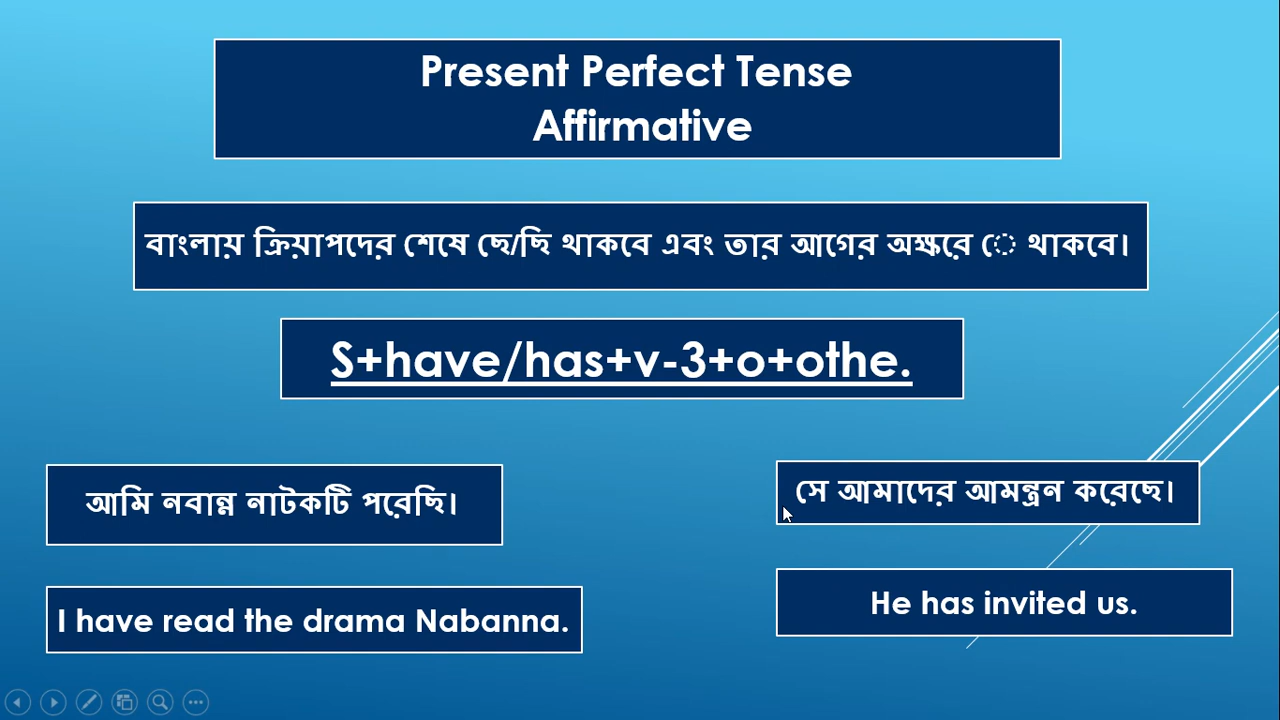 Present Perfect Tense
Affirmative
বাংলায় ক্রিয়াপদের শেষে ছে/ছি থাকবে এবং তার আগের অক্ষরে ে থাকবে।
S+have/has+v-3+o+othe.
আমি নবান্ন নাটকটি পরেছি।
সে আমাদের আমন্ত্রন করেছে।
I have read the drama Nabanna.
He has invited us.